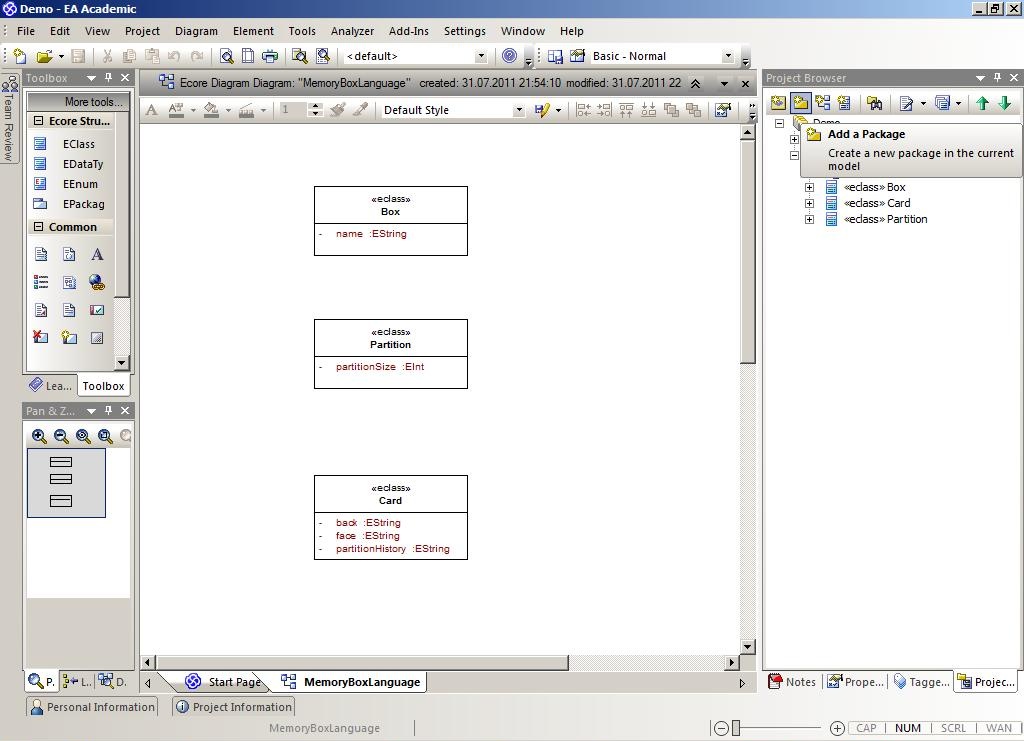 Demo - EA Academic
File Edit View Project Diagram Element Tools Analyzer Add-Ins Settings Window Help
<default> Basic - Normal
Team Review
Toolbox
More tools...
Ecore Stru...
EClass
EDataTy
EEnum
EPackag
Common
Lea... Toolbox
Pan & Z...
P. L.. D.
Ecore Diagram Diagram: "MemoryBoxLanguage" created: 31.07.2011 21:54:10 modified: 31.07.2011 22
1 Default Style
«eclass»
Box
- name :EString
«eclass»
Partition
- partitionSize :EInt
«eclass»
Card
- back :EString
- face :EString
- partitionHistory :EString
Start Page MemoryBoxLanguage
Project Browser
Demo
Add a Package
Create a new package in the current
model
«eclass» Box
«eclass» Card
«eclass» Partition
Notes Prope... Tagge... Projec...
Personal Information Project Information
MemoryBoxLanguage CAP NUM SCRL WAN